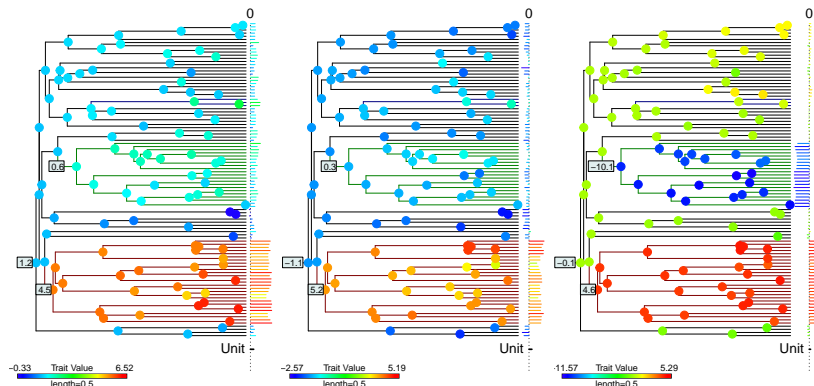 0 0 0
0.6 0.3 −10.1
1.2 −1.1 −0.1
4.5 5.2 4.6
Unit - Unit - Unit -
−0.33 Trait Value 6.52 −2.57 Trait Value 5.19 −11.57 Trait Value 5.29
length=0.5 length=0.5 length=0.5